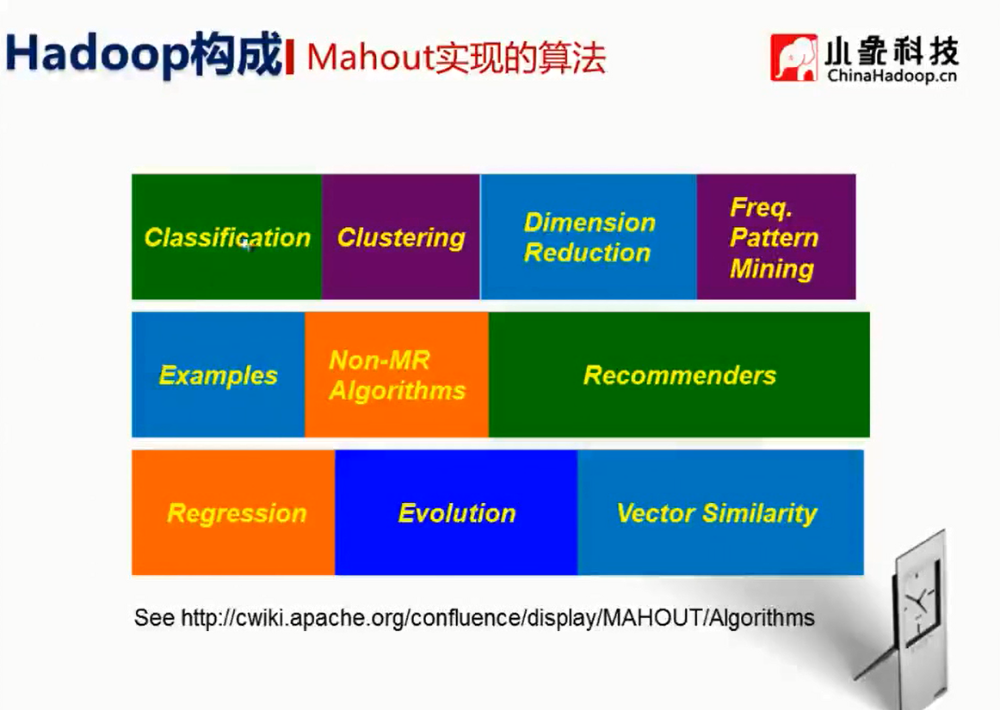 Hadoop构成 Mahout实现的算法
小象科技
ChinaHadoop.cn
Classification
Clustering
Dimension
Reduction
Freq.
Pattern
Mining
Examples
Non-MR
Algorithms
Recommenders
Regression
Evolution
Vector Similarity
See http://cwiki.apache.org/confluence/display/MAHOUT/Algorithms